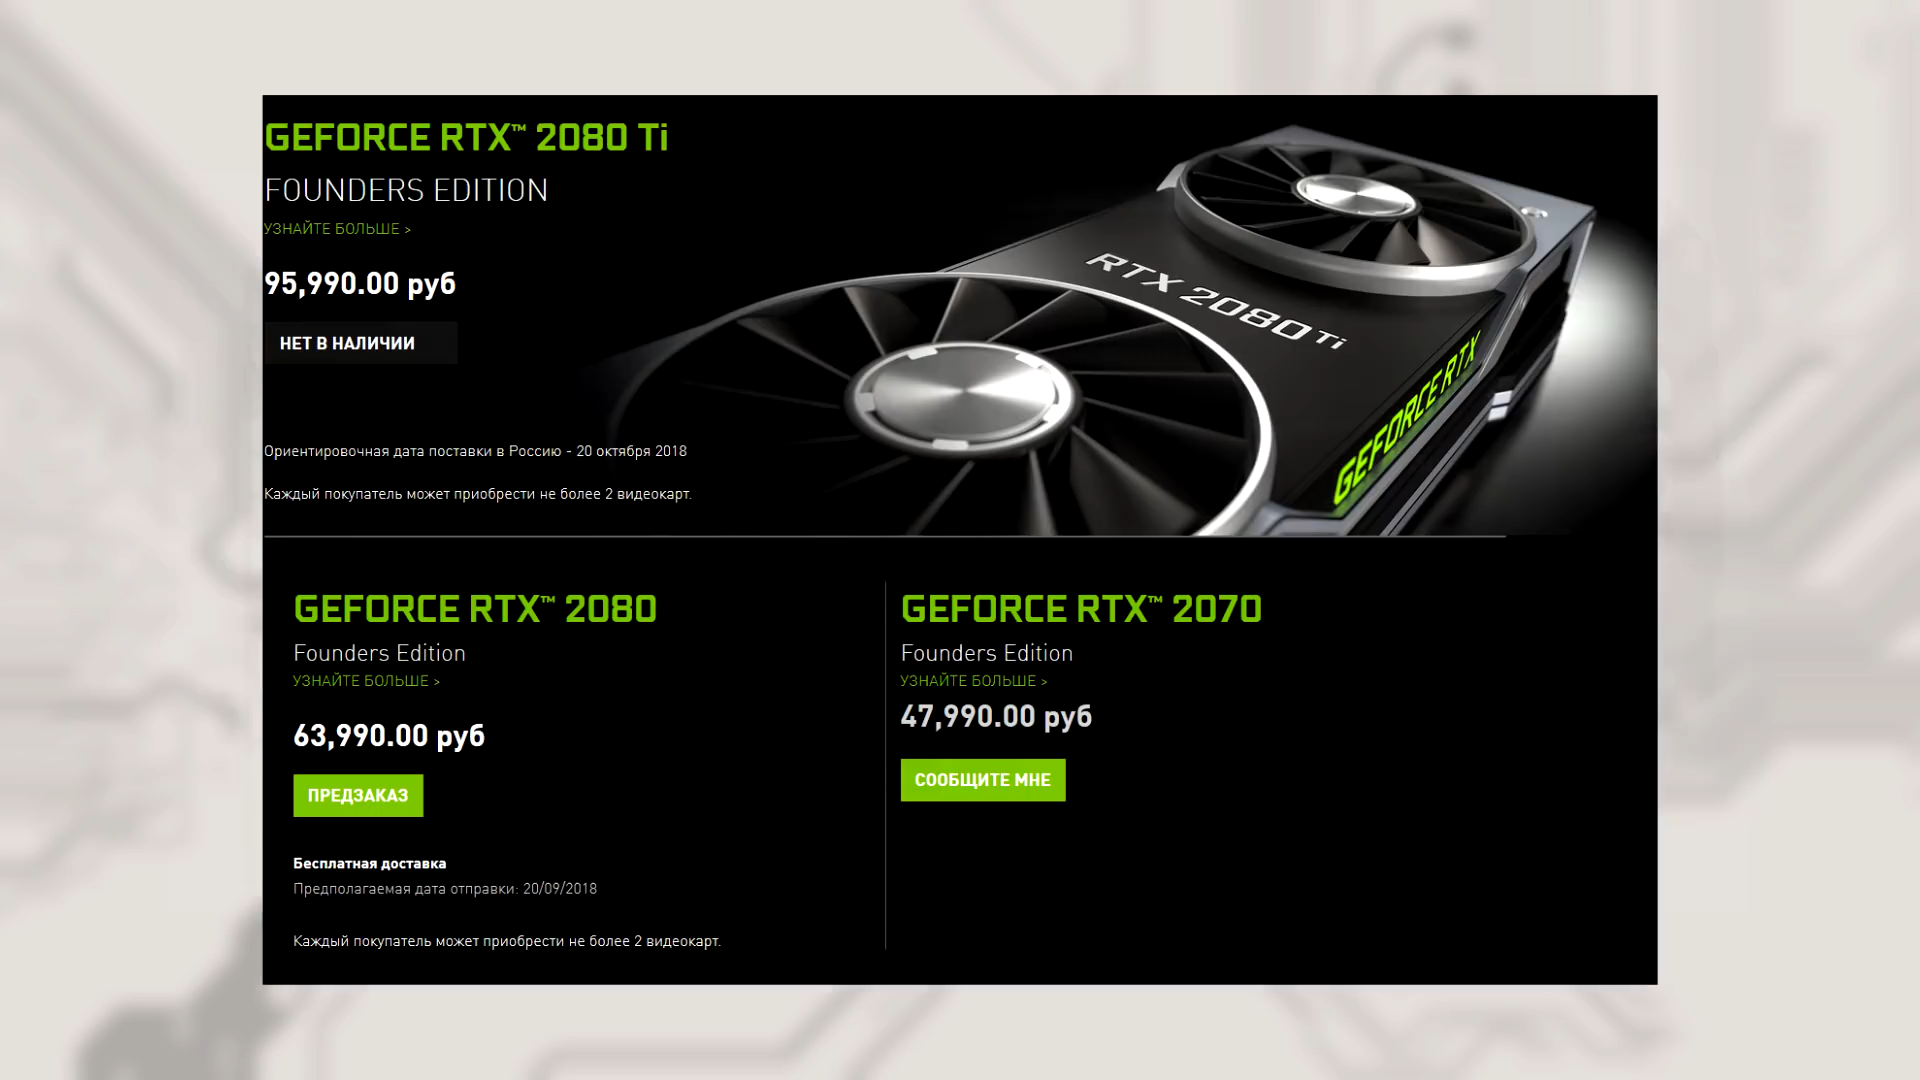 GEFORCE RTX™ 2080 Ti
FOUNDERS EDITION
УЗНАЙТЕ БОЛЬШЕ >
95,990.00 руб
НЕТ В НАЛИЧИИ
RTX 2080 Ti
GEFORCE RTX
Ориентировочная дата поставки в Россию - 20 октября 2018
Каждый покупатель может приобрести не более 2 видеокарт.
GEFORCE RTX™ 2080
Founders Edition
УЗНАЙТЕ БОЛЬШЕ >
63,990.00 руб
ПРЕДЗАКАЗ
Бесплатная доставка
Предполагаемая дата отправки: 20/09/2018
Каждый покупатель может приобрести не более 2 видеокарт.
GEFORCE RTX™ 2070
Founders Edition
УЗНАЙТЕ БОЛЬШЕ >
47,990.00 руб
СООБЩИТЕ МНЕ